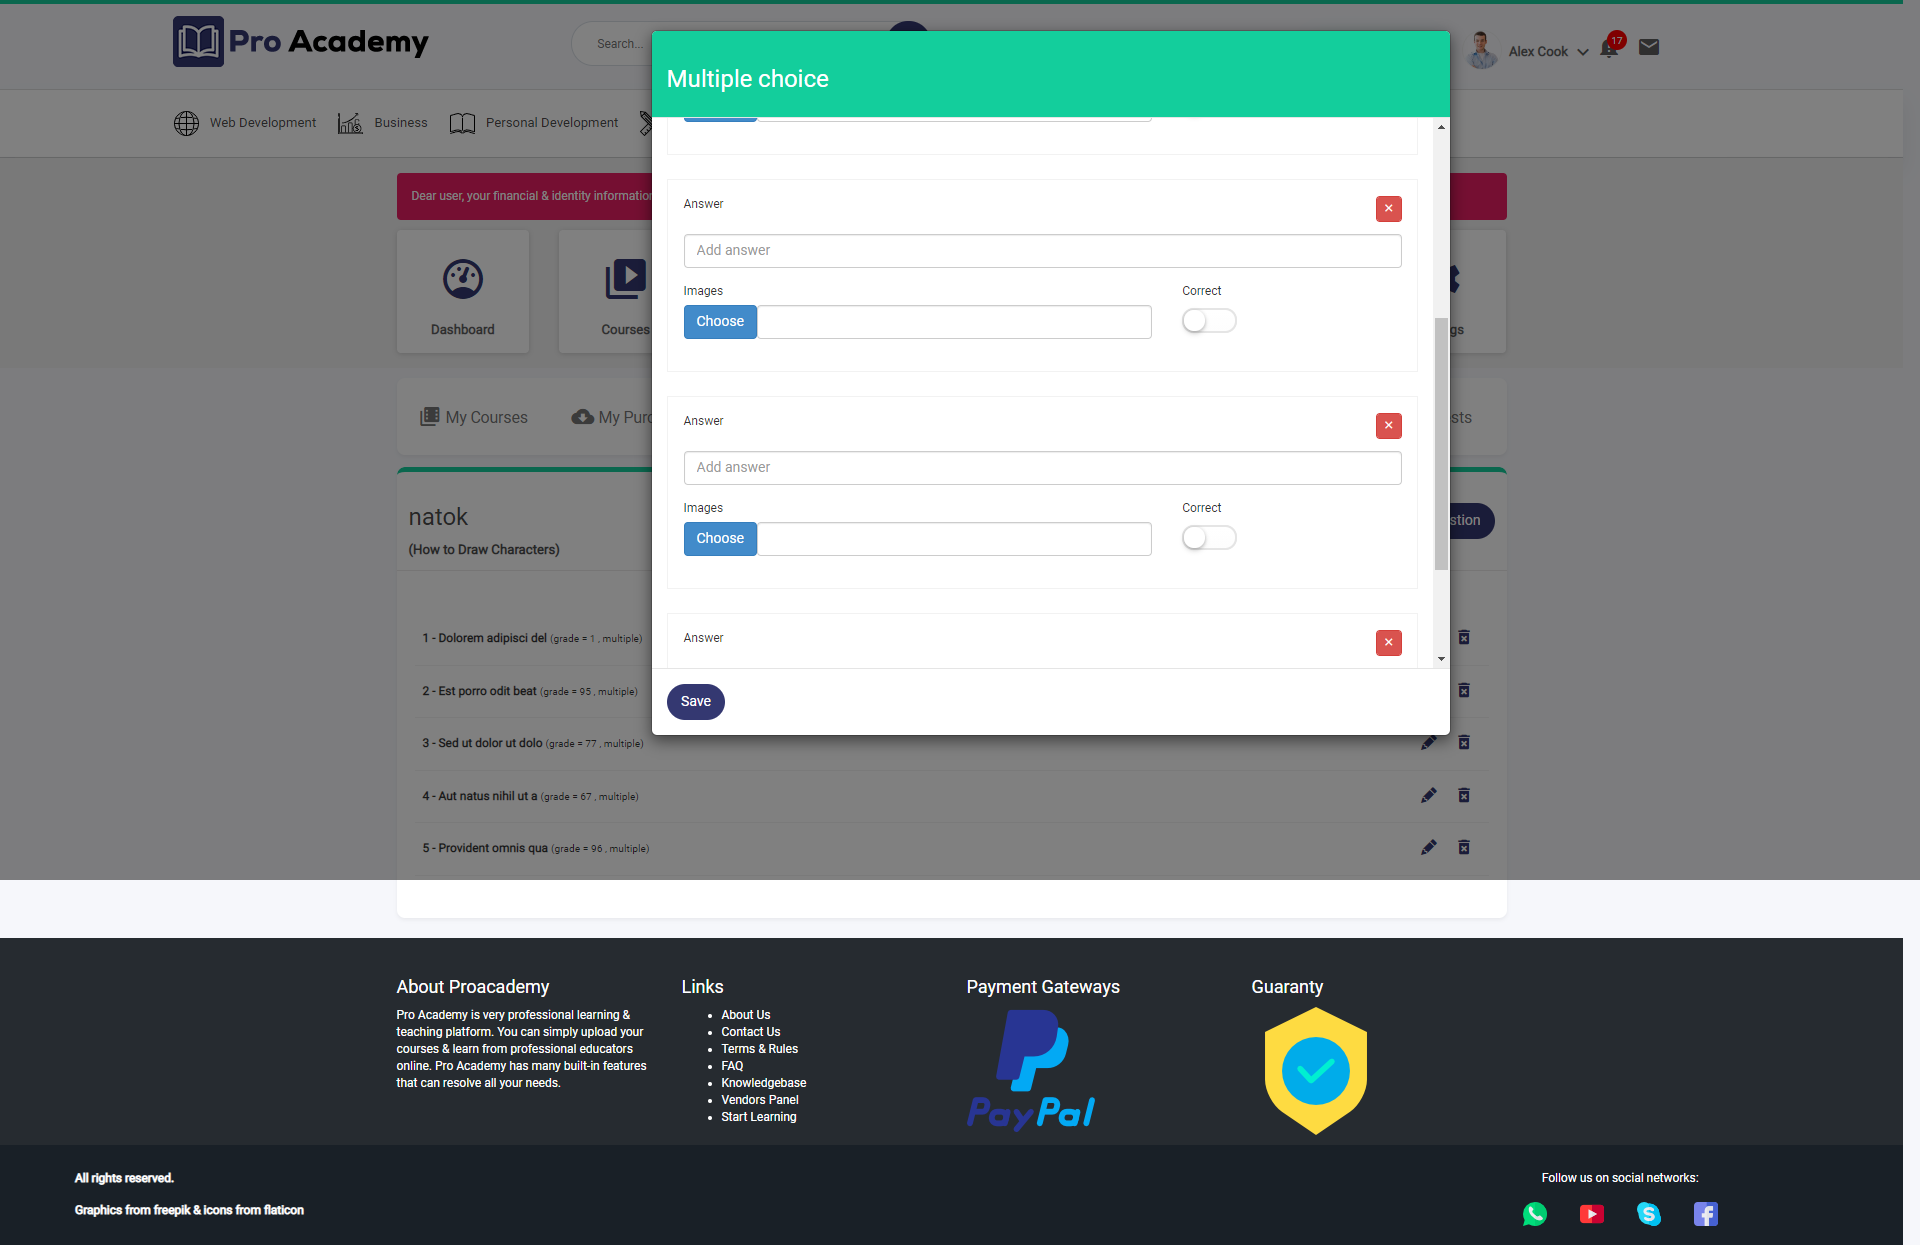 Pro Academy
Search...
Alex Cook
17
Web Development
Business
Personal Development
Multiple choice
Dear user, your financial & identity information
Answer
Add answer
Images
Correct
Choose
Dashboard
Courses
gs
My Courses
My Purc
sts
Answer
Add answer
Images
Correct
Choose
natok
(How to Draw Characters)
stion
Answer
1 - Dolorem adipisci del (grade = 1 , multiple)
2 - Est porro odit beat (grade = 95 , multiple)
Save
3 - Sed ut dolor ut dolo (grade = 77 , multiple)
4 - Aut natus nihil ut a (grade = 67 , multiple)
5 - Provident omnis qua (grade = 96 , multiple)
About Proacademy
Pro Academy is very professional learning &
teaching platform. You can simply upload your
courses & learn from professional educators
online. Pro Academy has many built-in features
that can resolve all your needs.
Links
About Us
Contact Us
Terms & Rules
FAQ
Knowledgebase
Vendors Panel
Start Learning
Payment Gateways
PayPal
Guaranty
All rights reserved.
Graphics from freepik & icons from flaticon
Follow us on social networks: